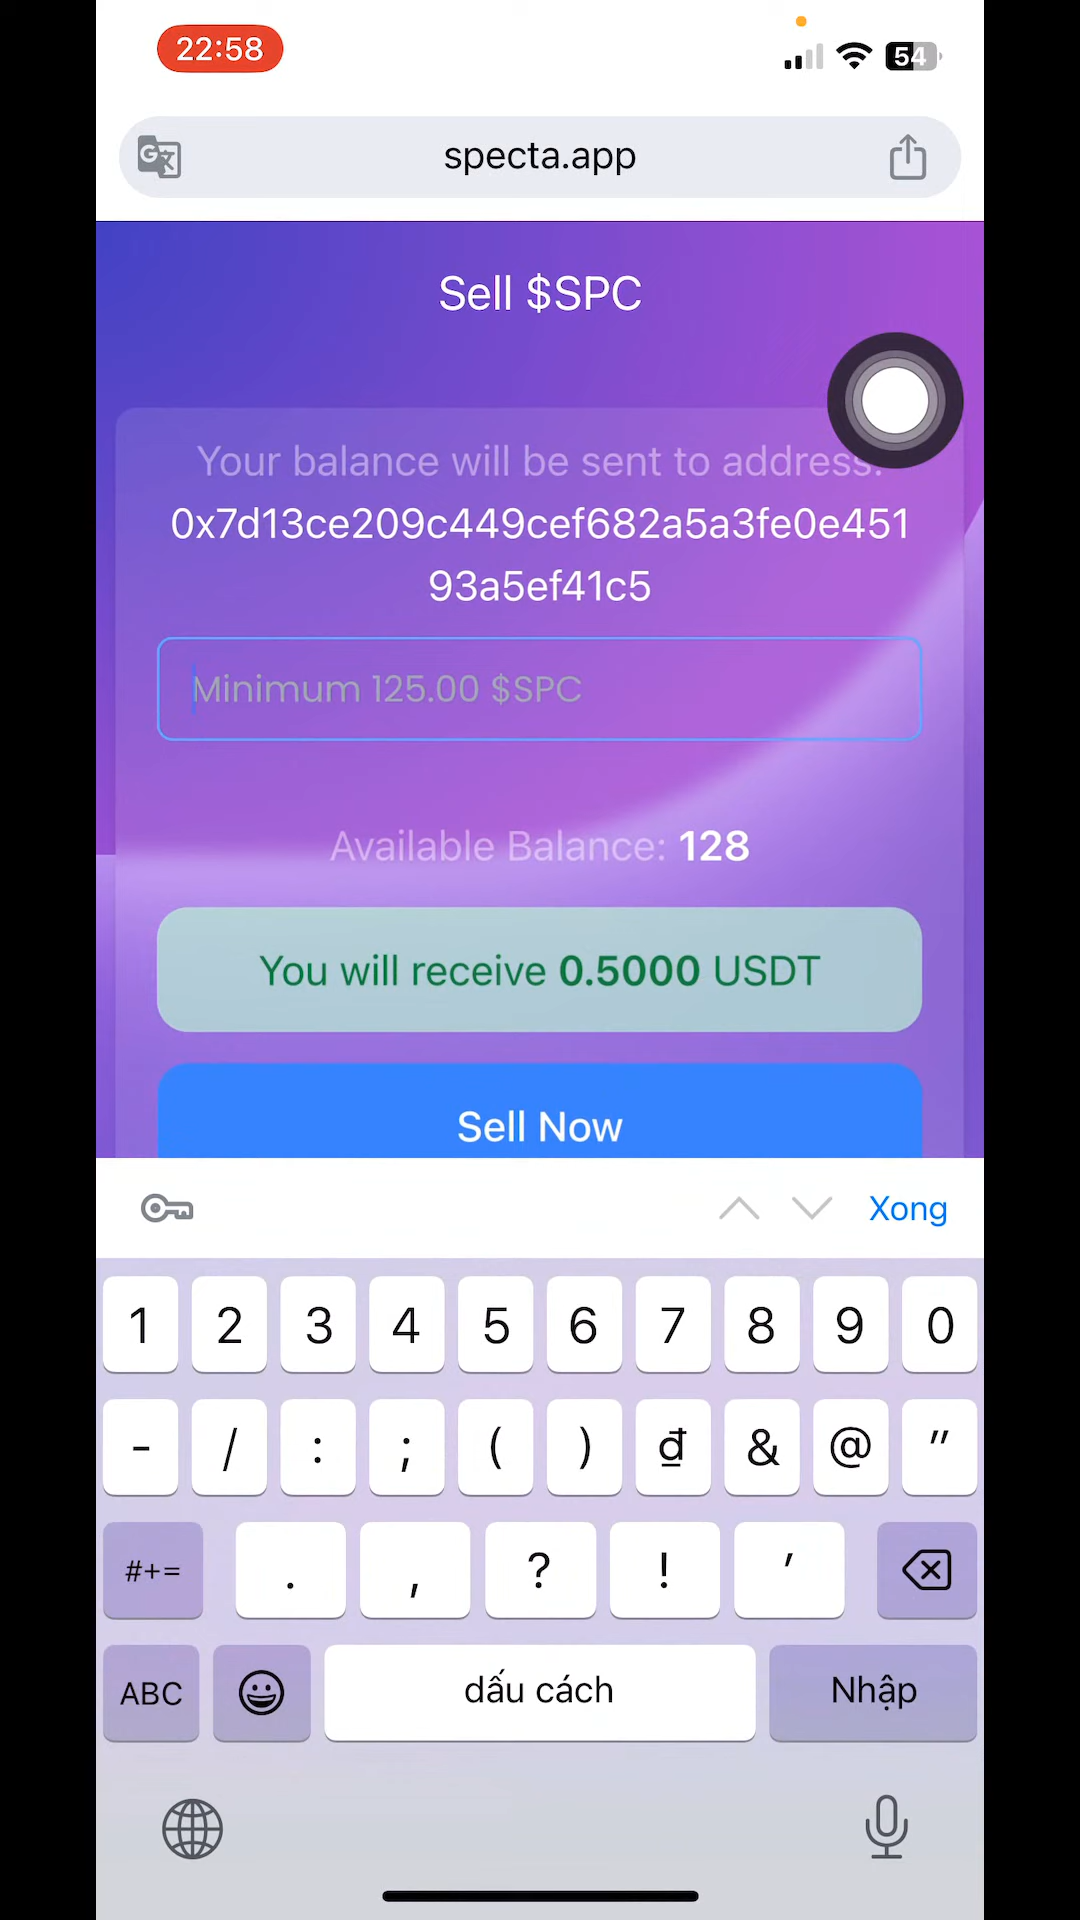 22:58
54
specta.app
Sell $SPC
Your balance will be sent to address:
0x7d13ce209c449cef682a5a3fe0e451
93a5ef41c5
Minimum 125.00 $SPC
Available Balance: 128
You will receive 0.5000 USDT
Sell Now
Xong
1 2 3 4 5 6 7 8 9 0
- / : ; ( ) ₫ & @ "
#+= . , ? ! '
ABC dấu cách Nhập